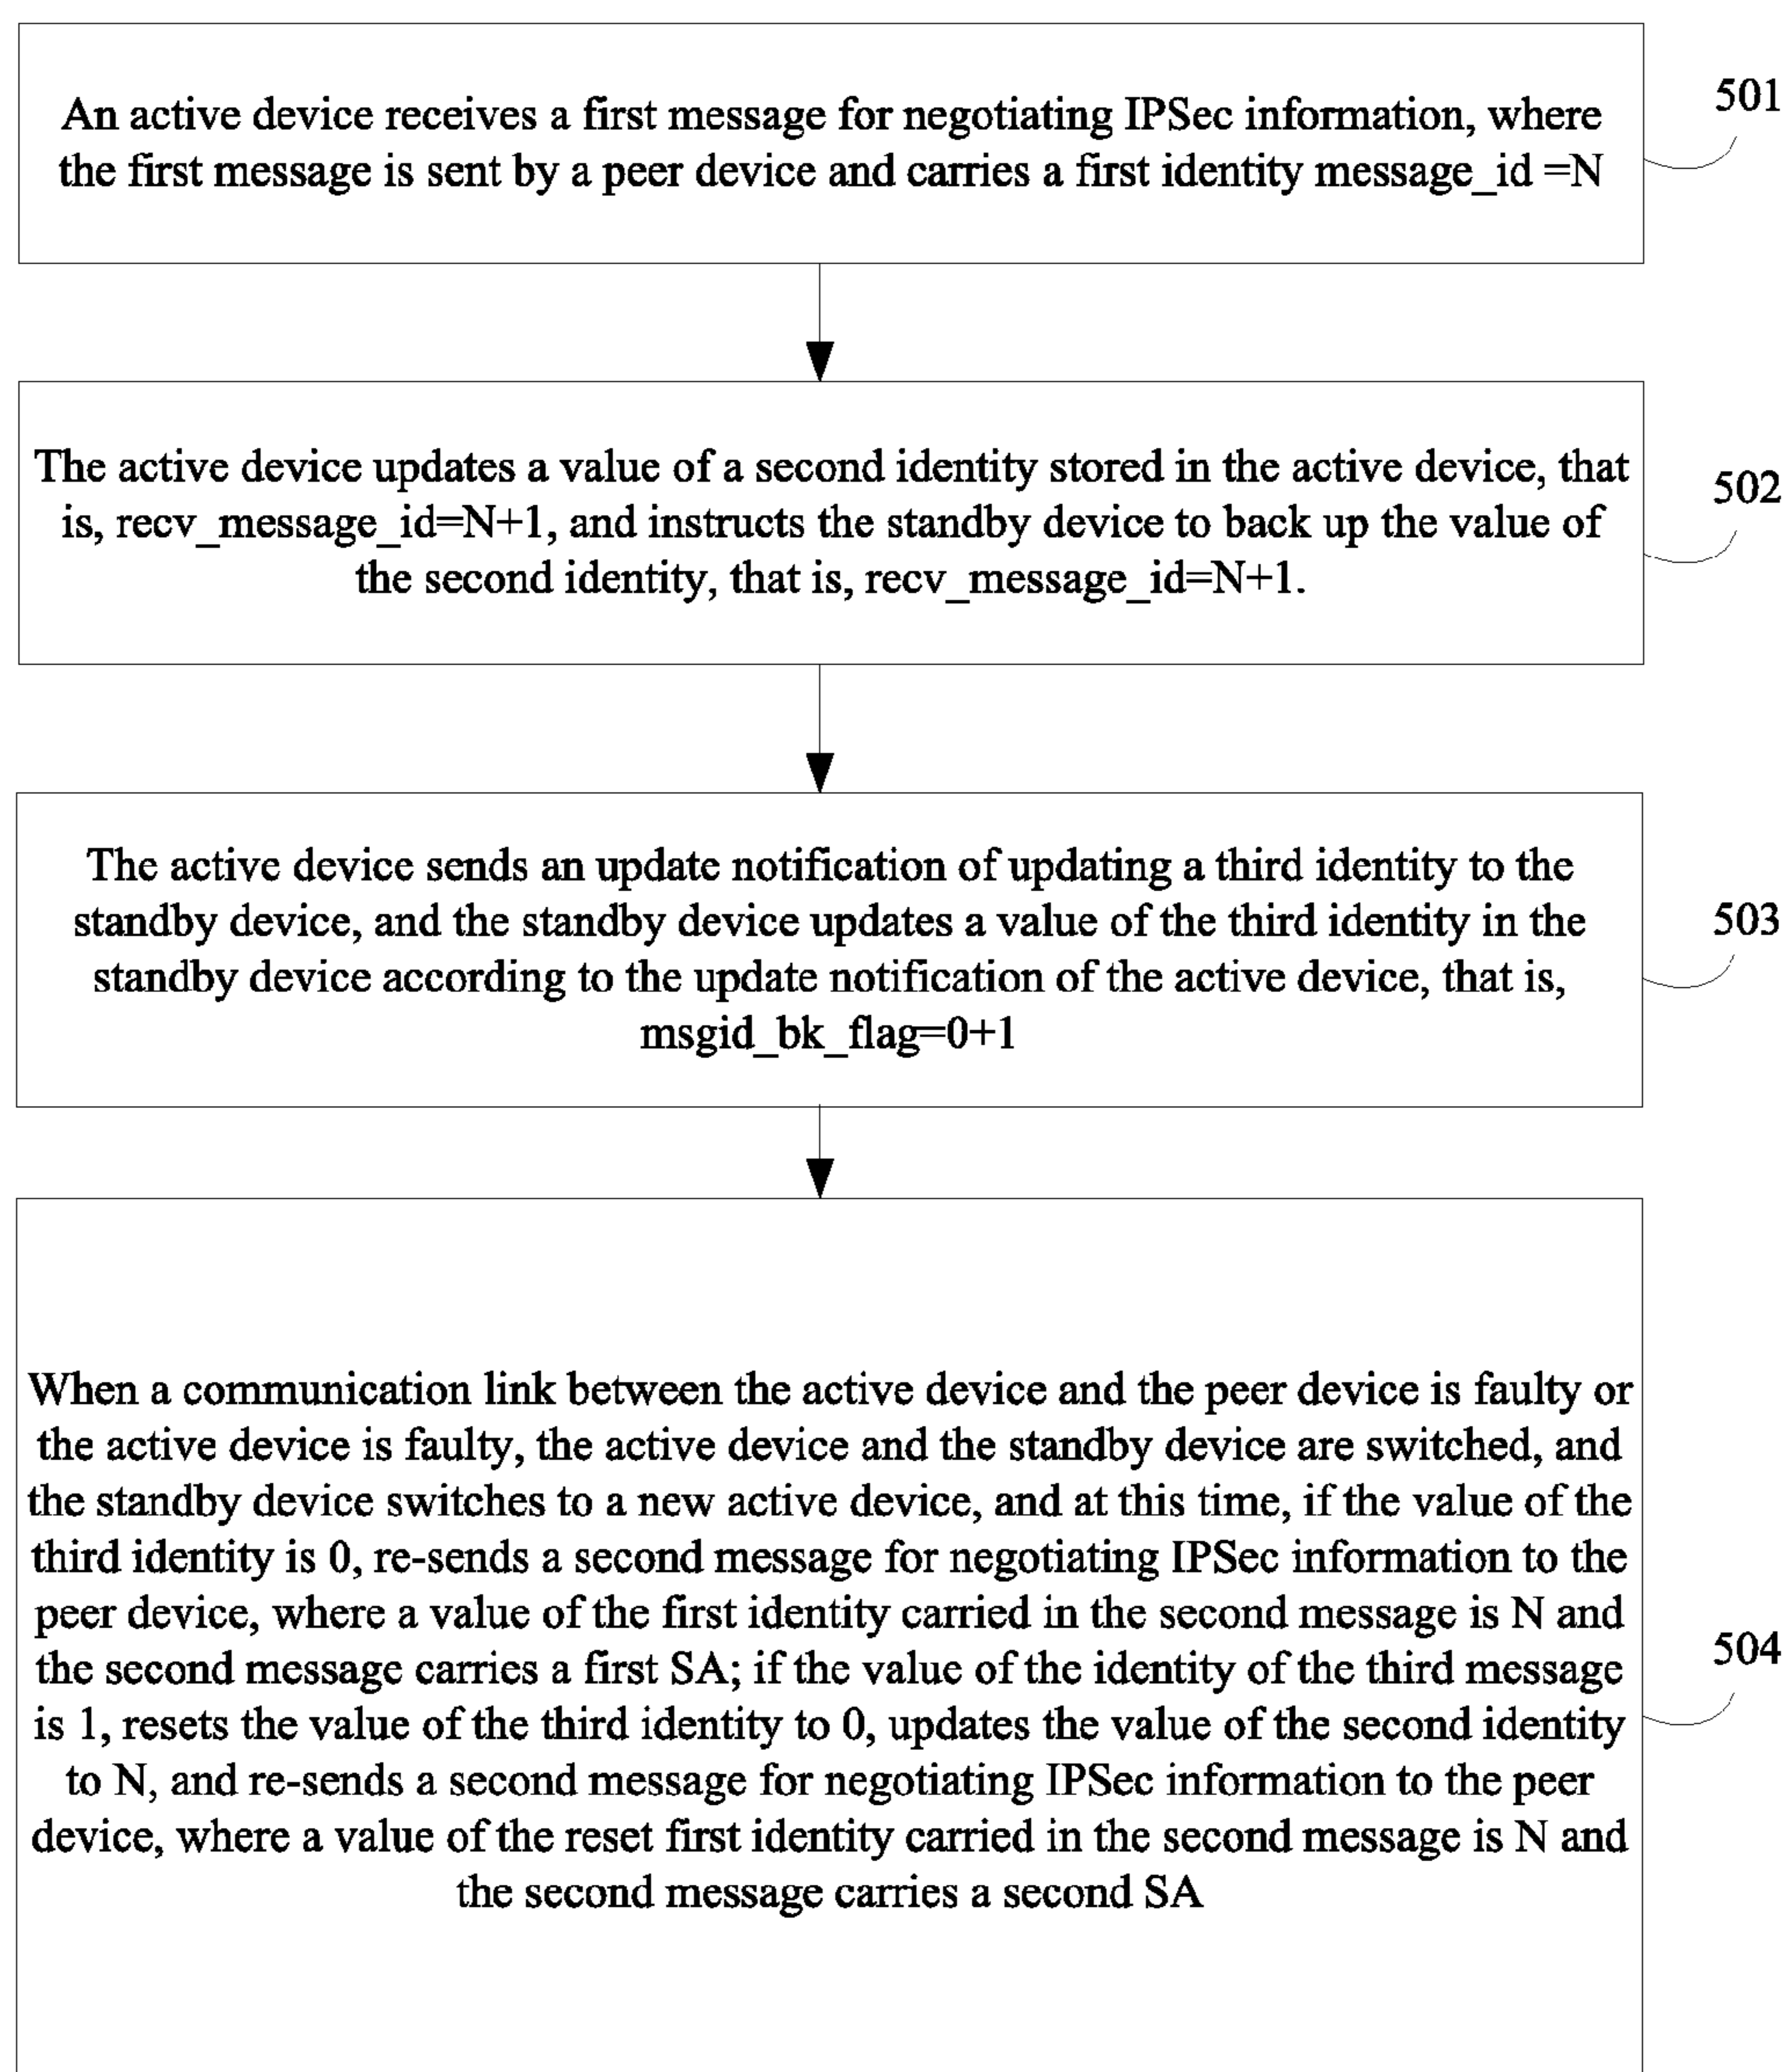 An active device receives a first message for negotiating IPSec information, where
the first message is sent by a peer device and carries a first identity message_id =N
501
The active device updates a value of a second identity stored in the active device, that
is, recv_message_id=N+1, and instructs the standby device to back up the value of
the second identity, that is, recv_message_id=N+1.
502
The active device sends an update notification of updating a third identity to the
standby device, and the standby device updates a value of the third identity in the
standby device according to the update notification of the active device, that is,
msgid_bk_flag=0+1
503
When a communication link between the active device and the peer device is faulty or
the active device is faulty, the active device and the standby device are switched, and
the standby device switches to a new active device, and at this time, if the value of the
third identity is 0, re-sends a second message for negotiating IPSec information to the
peer device, where a value of the first identity carried in the second message is N and
the second message carries a first SA; if the value of the identity of the third message
is 1, resets the value of the third identity to 0, updates the value of the second identity
to N, and re-sends a second message for negotiating IPSec information to the peer
device, where a value of the reset first identity carried in the second message is N and
the second message carries a second SA
504